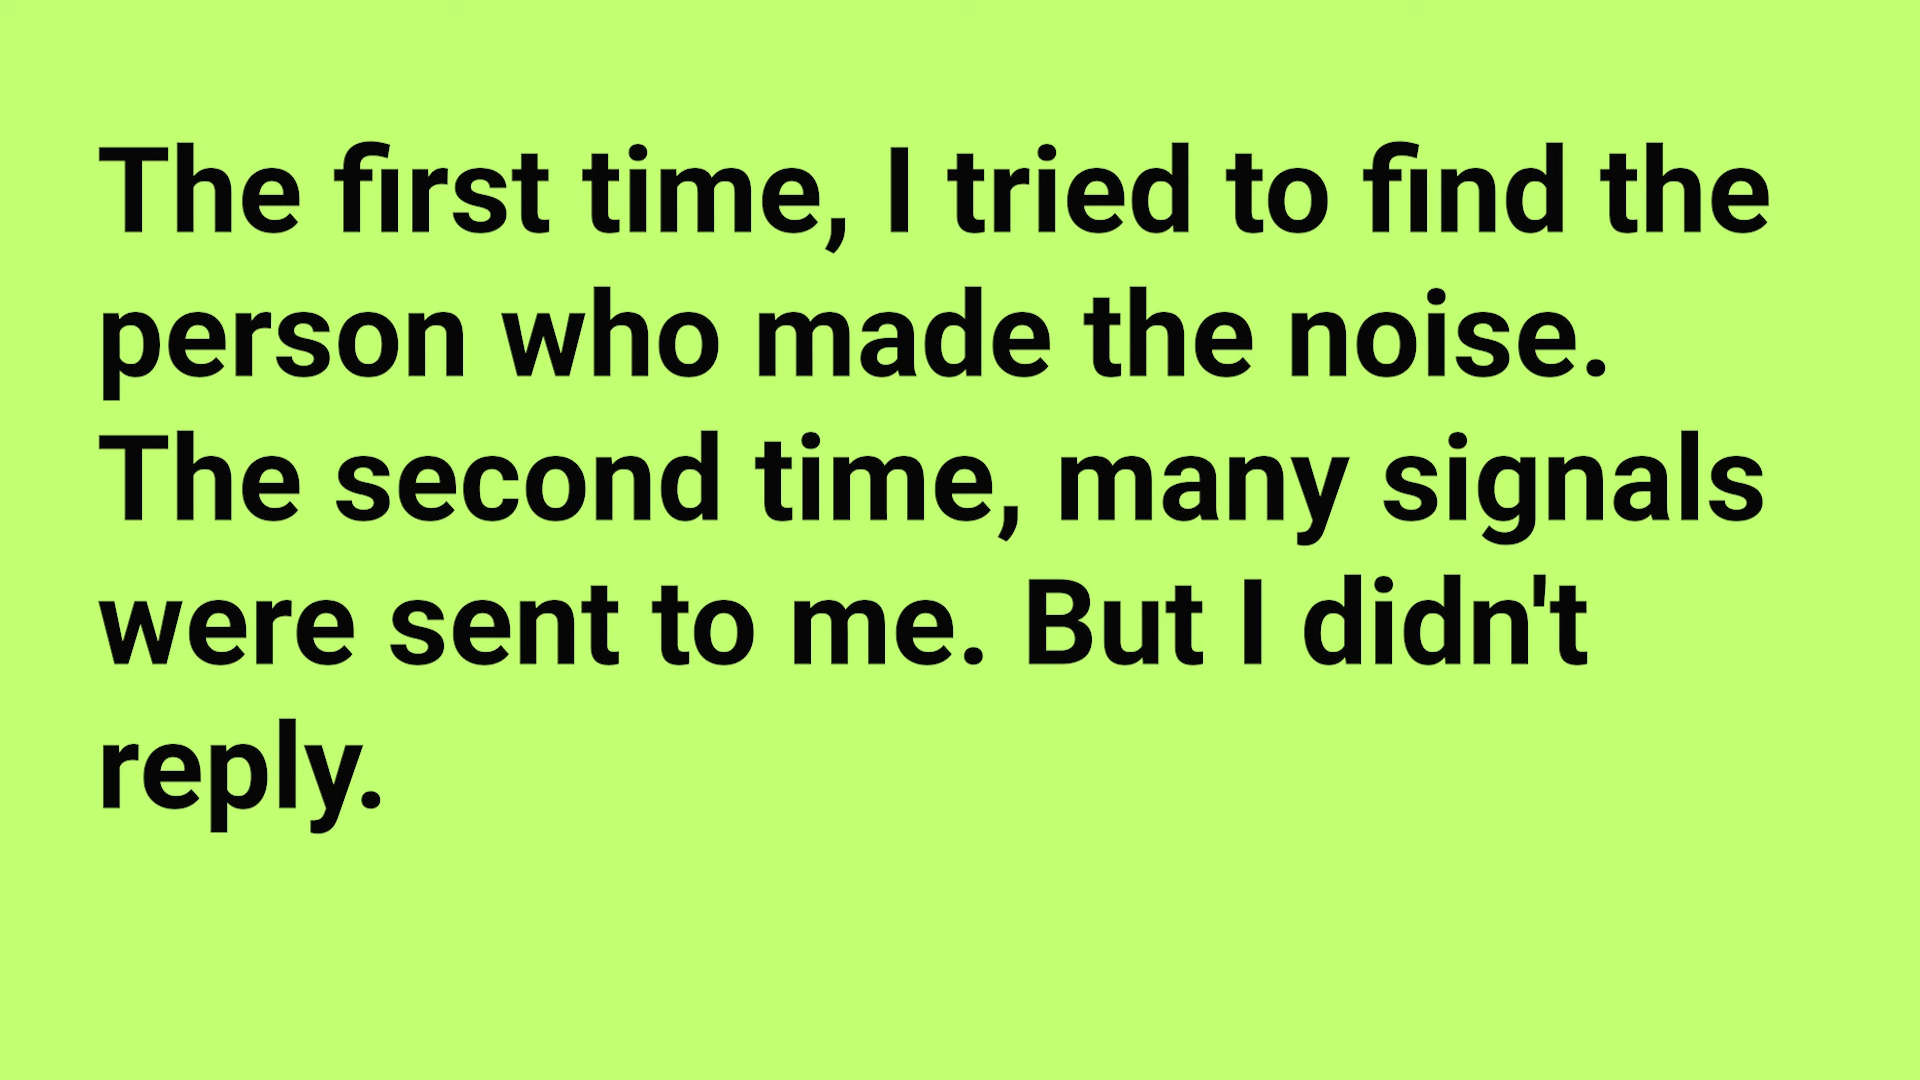 The first time, I tried to find the
person who made the noise.
The second time, many signals
were sent to me. But I didn't
reply.